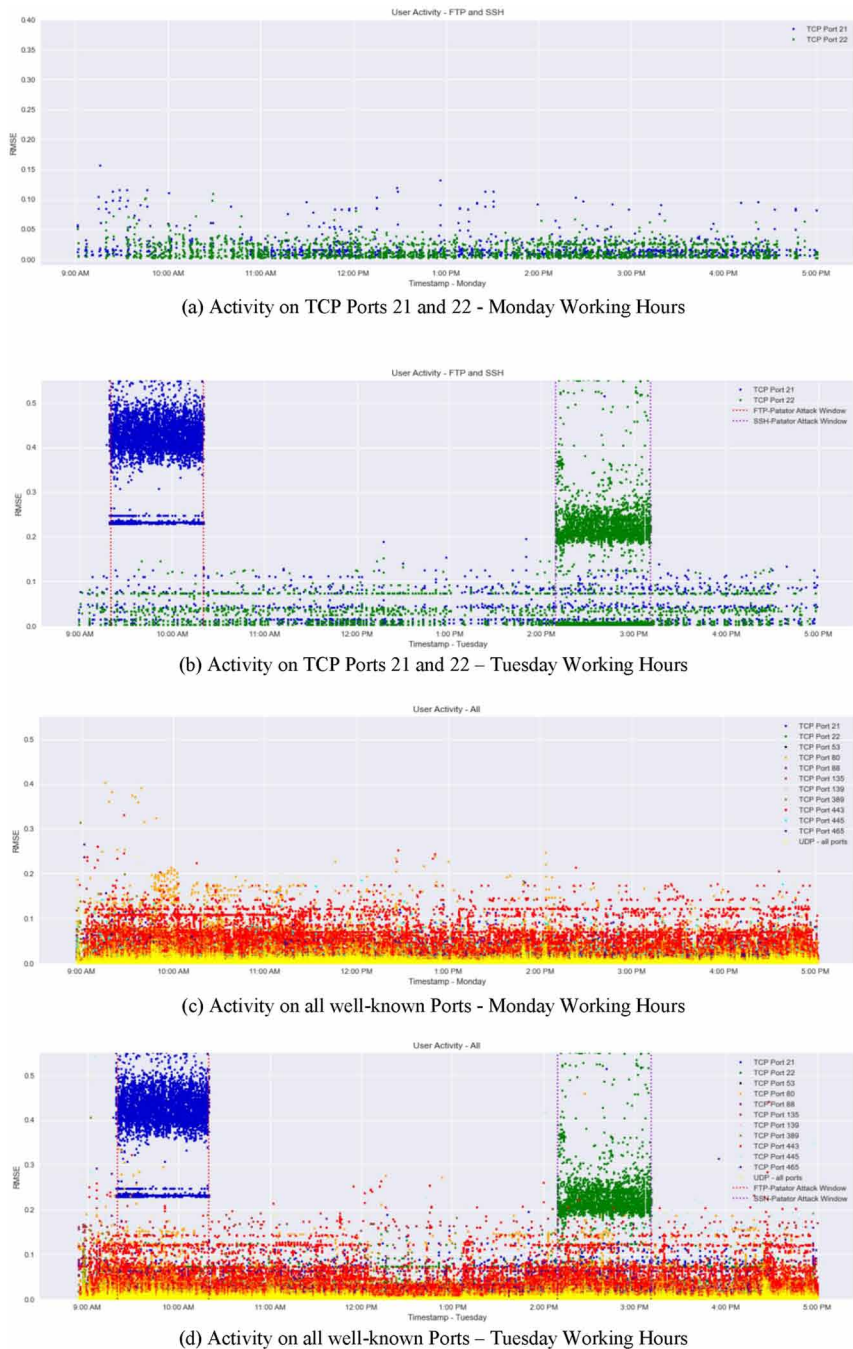 User Activity - FTP and SSH
0.40
0.35
0.30
0.25
0.20
0.15
0.10
0.05
0.00
RMSE
TCP Port 21
TCP Port 22
9:00 AM 10:00 AM 11:00 AM 12:00 PM 1:00 PM 2:00 PM 3:00 PM 4:00 PM 5:00 PM
Timestamp - Monday
(a) Activity on TCP Ports 21 and 22 - Monday Working Hours
User Activity - FTP and SSH
0.5
0.4
0.3
0.2
0.1
0.0
RMSE
TCP Port 21
TCP Port 22
FTP-Patator Attack Window
SSH-Patator Attack Window
9:00 AM 10:00 AM 11:00 AM 12:00 PM 1:00 PM 2:00 PM 3:00 PM 4:00 PM 5:00 PM
Timestamp - Tuesday
(b) Activity on TCP Ports 21 and 22 – Tuesday Working Hours
User Activity - All
0.5
0.4
0.3
0.2
0.1
0.0
RMSE
TCP Port 21
TCP Port 22
TCP Port 53
TCP Port 80
TCP Port 88
TCP Port 135
TCP Port 139
TCP Port 389
TCP Port 443
TCP Port 445
TCP Port 465
UDP - all ports
9:00 AM 10:00 AM 11:00 AM 12:00 PM 1:00 PM 2:00 PM 3:00 PM 4:00 PM 5:00 PM
Timestamp - Monday
(c) Activity on all well-known Ports - Monday Working Hours
User Activity - All
0.5
0.4
0.3
0.2
0.1
0.0
RMSE
TCP Port 21
TCP Port 22
TCP Port 53
TCP Port 80
TCP Port 88
TCP Port 135
TCP Port 139
TCP Port 389
TCP Port 443
TCP Port 445
TCP Port 465
UDP - all ports
FTP-Patator Attack Window
SSH-Patator Attack Window
9:00 AM 10:00 AM 11:00 AM 12:00 PM 1:00 PM 2:00 PM 3:00 PM 4:00 PM 5:00 PM
Timestamp - Tuesday
(d) Activity on all well-known Ports – Tuesday Working Hours